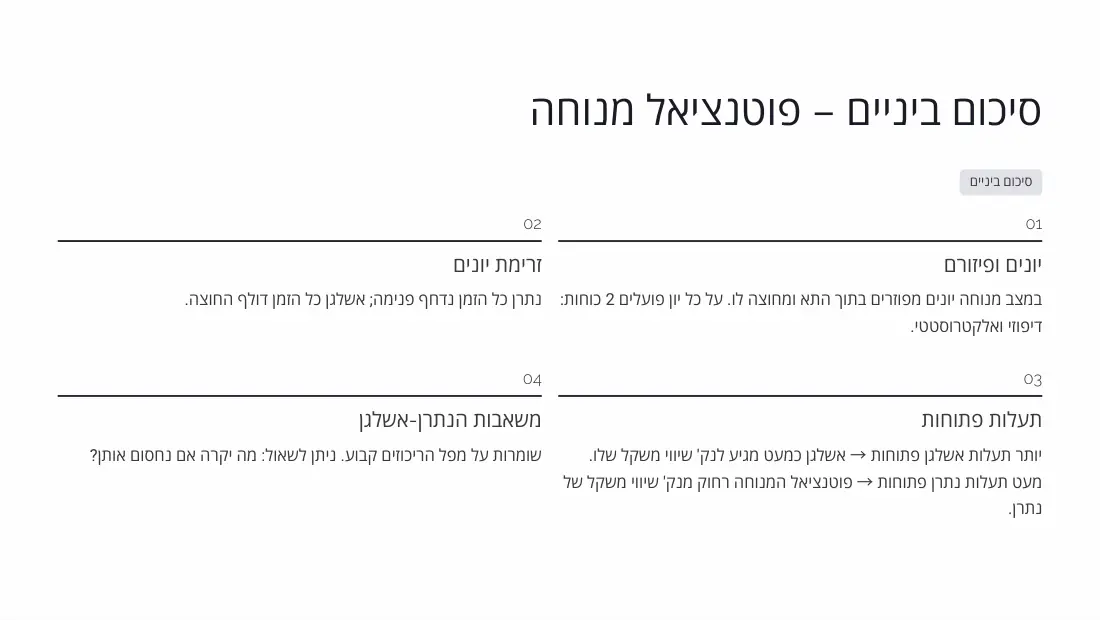 סיכום ביניים – פוטנציאל מנוחה
סיכום ביניים
01
יונים ופיזורם
במצב מנוחה יונים מפוזרים בתוך התא ומחוצה לו. על כל יון פועלים 2 כוחות:
דיפוזי ואלקטרוסטטי.
02
זרימת יונים
נתרן כל הזמן נדחף פנימה; אשלגן כל הזמן דולף החוצה.
03
תעלות פתוחות
יותר תעלות אשלגן פתוחות → אשלגן כמעט מגיע לנק' שיווי משקל שלו.
מעט תעלות נתרן פתוחות → פוטנציאל המנוחה רחוק מנק' שיווי משקל של
נתרן.
04
משאבות הנתרן-אשלגן
שומרות על מפל הריכוזים קבוע. ניתן לשאול: מה יקרה אם נחסום אותן?